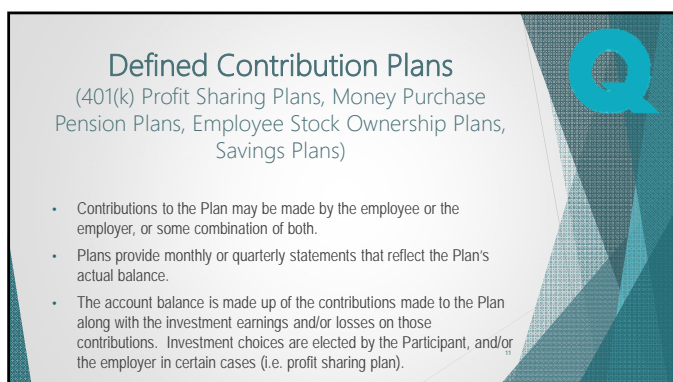 Defined Contribution Plans
(401(k) Profit Sharing Plans, Money Purchase
Pension Plans, Employee Stock Ownership Plans,
Savings Plans)
• Contributions to the Plan may be made by the employee or the
employer, or some combination of both.
• Plans provide monthly or quarterly statements that reflect the Plan's
actual balance.
• The account balance is made up of the contributions made to the Plan
along with the investment earnings and/or losses on those
contributions. Investment choices are elected by the Participant, and/or
the employer in certain cases (i.e. profit sharing plan).
11
Q